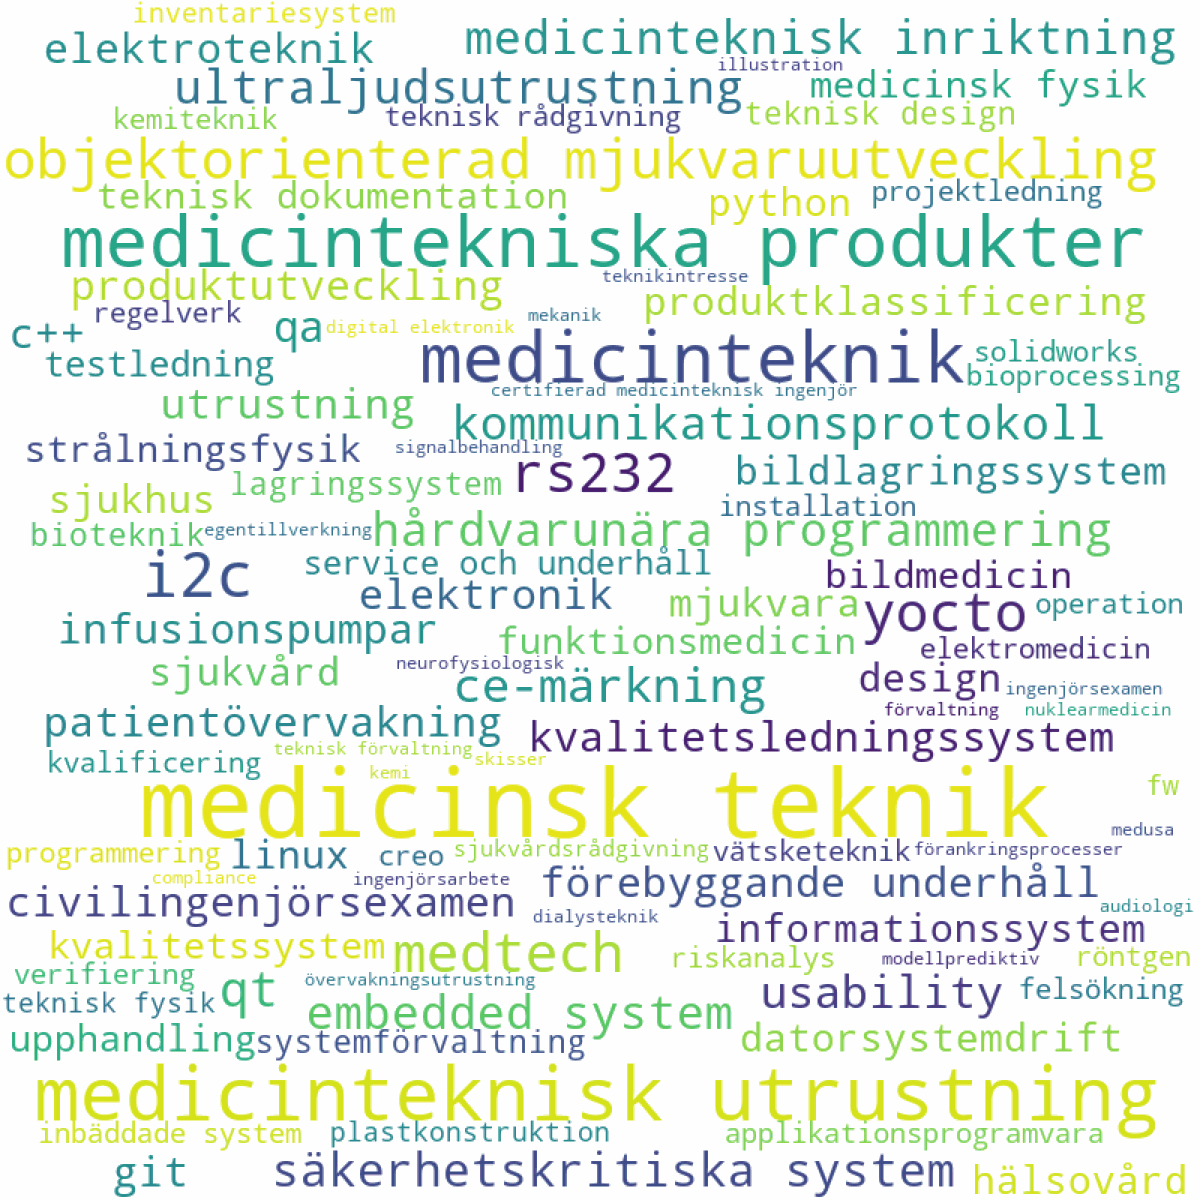 inventariesystem
elektroteknik
medicinteknisk inriktning
illustration
ultraljudsutrustning
medicinsk fysik
kemiteknik
teknisk rådgivning
teknisk design
objektorienterad mjukvaruutveckling
teknisk dokumentation
python
projektledning
medicintekniska produkter
teknikintresse
produktutveckling
produktklassificering
regelverk
qa
digital elektronik
mekanik
c++
testledning
medicinteknik
solidworks
bioprocessing
certifierad medicinteknisk ingenjör
utrustning
kommunikationsprotokoll
strålningsfysik
signalbehandling
rs232
bildlagringssystem
sjukhus
lagringssystem
installation
bioteknik
egentillverkning
hårdvarunära programmering
i2c
service och underhåll
bildmedicin
elektronik
mjukvara
yocto
operation
infusionspumpar
funktionsmedicin
elektromedicin
sjukvård
neurofysiologisk
ce-märkning
design
ingenjörsexamen
förvaltning
nuklearmedicin
patientövervakning
kvalitetsledningssystem
teknisk förvaltning
skisser
kvalificering
kemi
medicinsk teknik
fw
medusa
programmering
linux
creo
sjukvårdsrådgivning
vätsketeknik
förankringsprocesser
compliance
ingenjörsarbete
förebyggande underhåll
civilingenjörsexamen
dialysteknik
audiologi
informationssystem
kvalitetssystem
medtech
riskanalys
modellprediktiv
röntgen
verifiering
övervakningsutrustning
teknisk fysik
qt
embedded system
usability
felsökning
upphandling
systemförvaltning
datorsystemdrift
medicinteknisk utrustning
inbäddade system
plastkonstruktion
applikationsprogramvara
git
säkerhetskritiska system
hälsovård